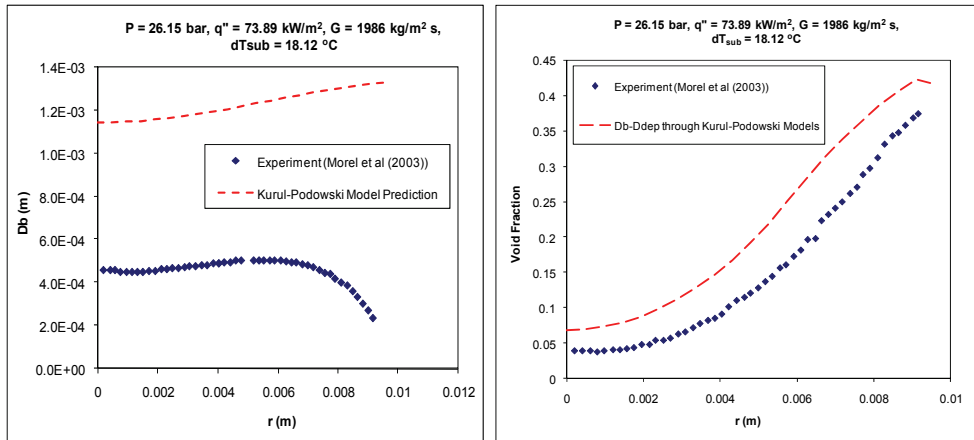 P = 26.15 bar, q" = 73.89 kW/m², G = 1986 kg/m² s,
dTsub = 18.12 °C
1.4E-03
1.2E-03
1.0E-03
8.0E-04
6.0E-04
4.0E-04
2.0E-04
0.0E+00
Db (m)
Experiment (Morel et al (2003))
Kurul-Podowski Model Prediction
0 0.002 0.004 0.006 0.008 0.01 0.012
r (m)
P = 26.15 bar, q" = 73.89 kW/m², G = 1986 kg/m² s,
dTsub = 18.12 °C
0.45
0.4
0.35
0.3
0.25
0.2
0.15
0.1
0.05
0
Void Fraction
Experiment (Morel et al (2003))
Db-Ddep through Kurul-Podowski Models
0 0.002 0.004 0.006 0.008 0.01
r (m)